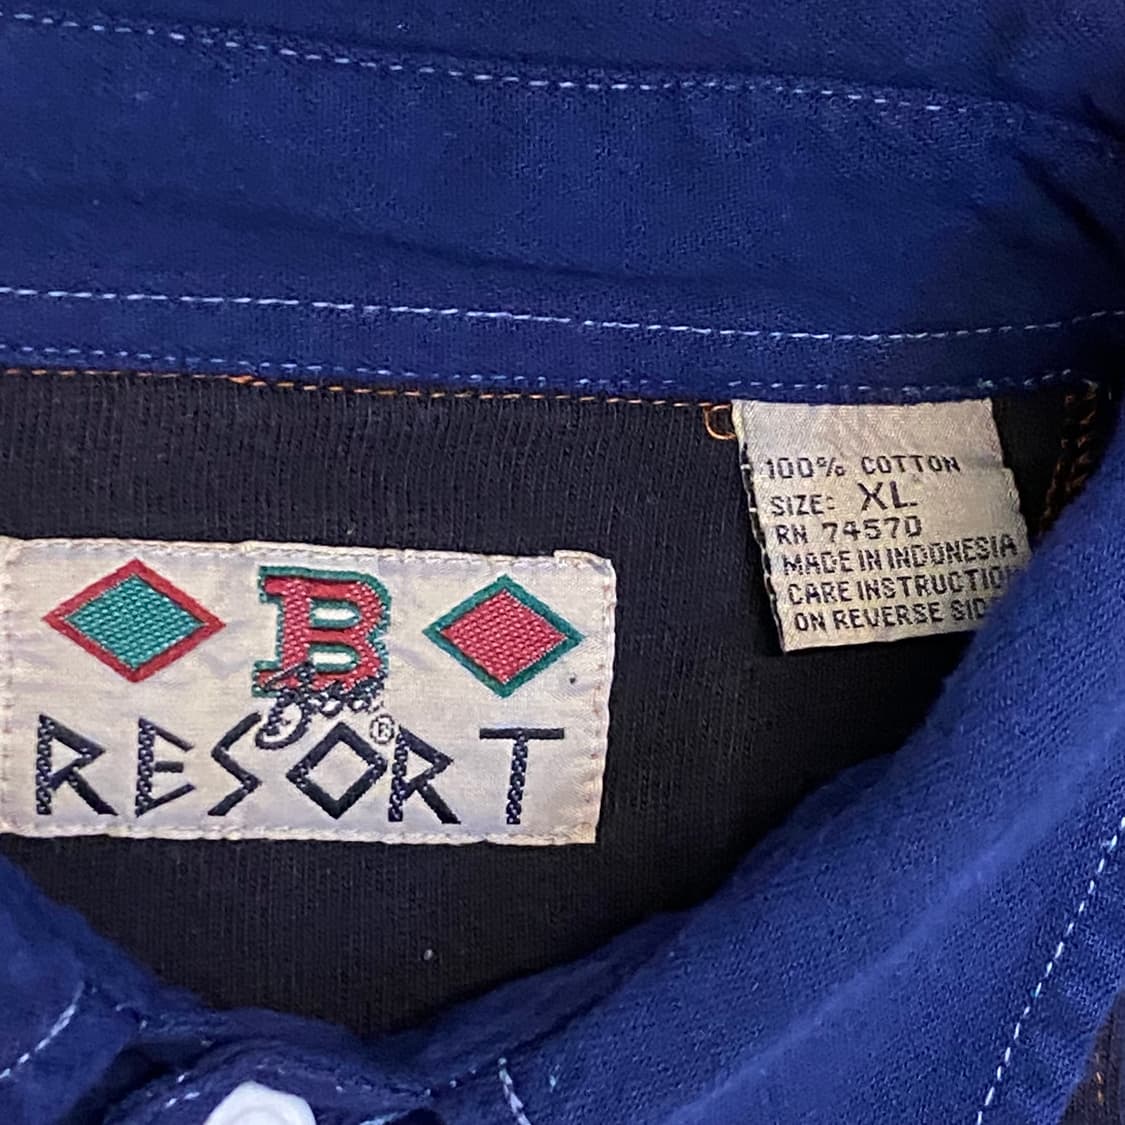 B
RESORT
®
100% COTTON
SIZE: XL
RN 74570
MADE IN INDONESIA
CARE INSTRUCTION
ON REVERSE SIDE